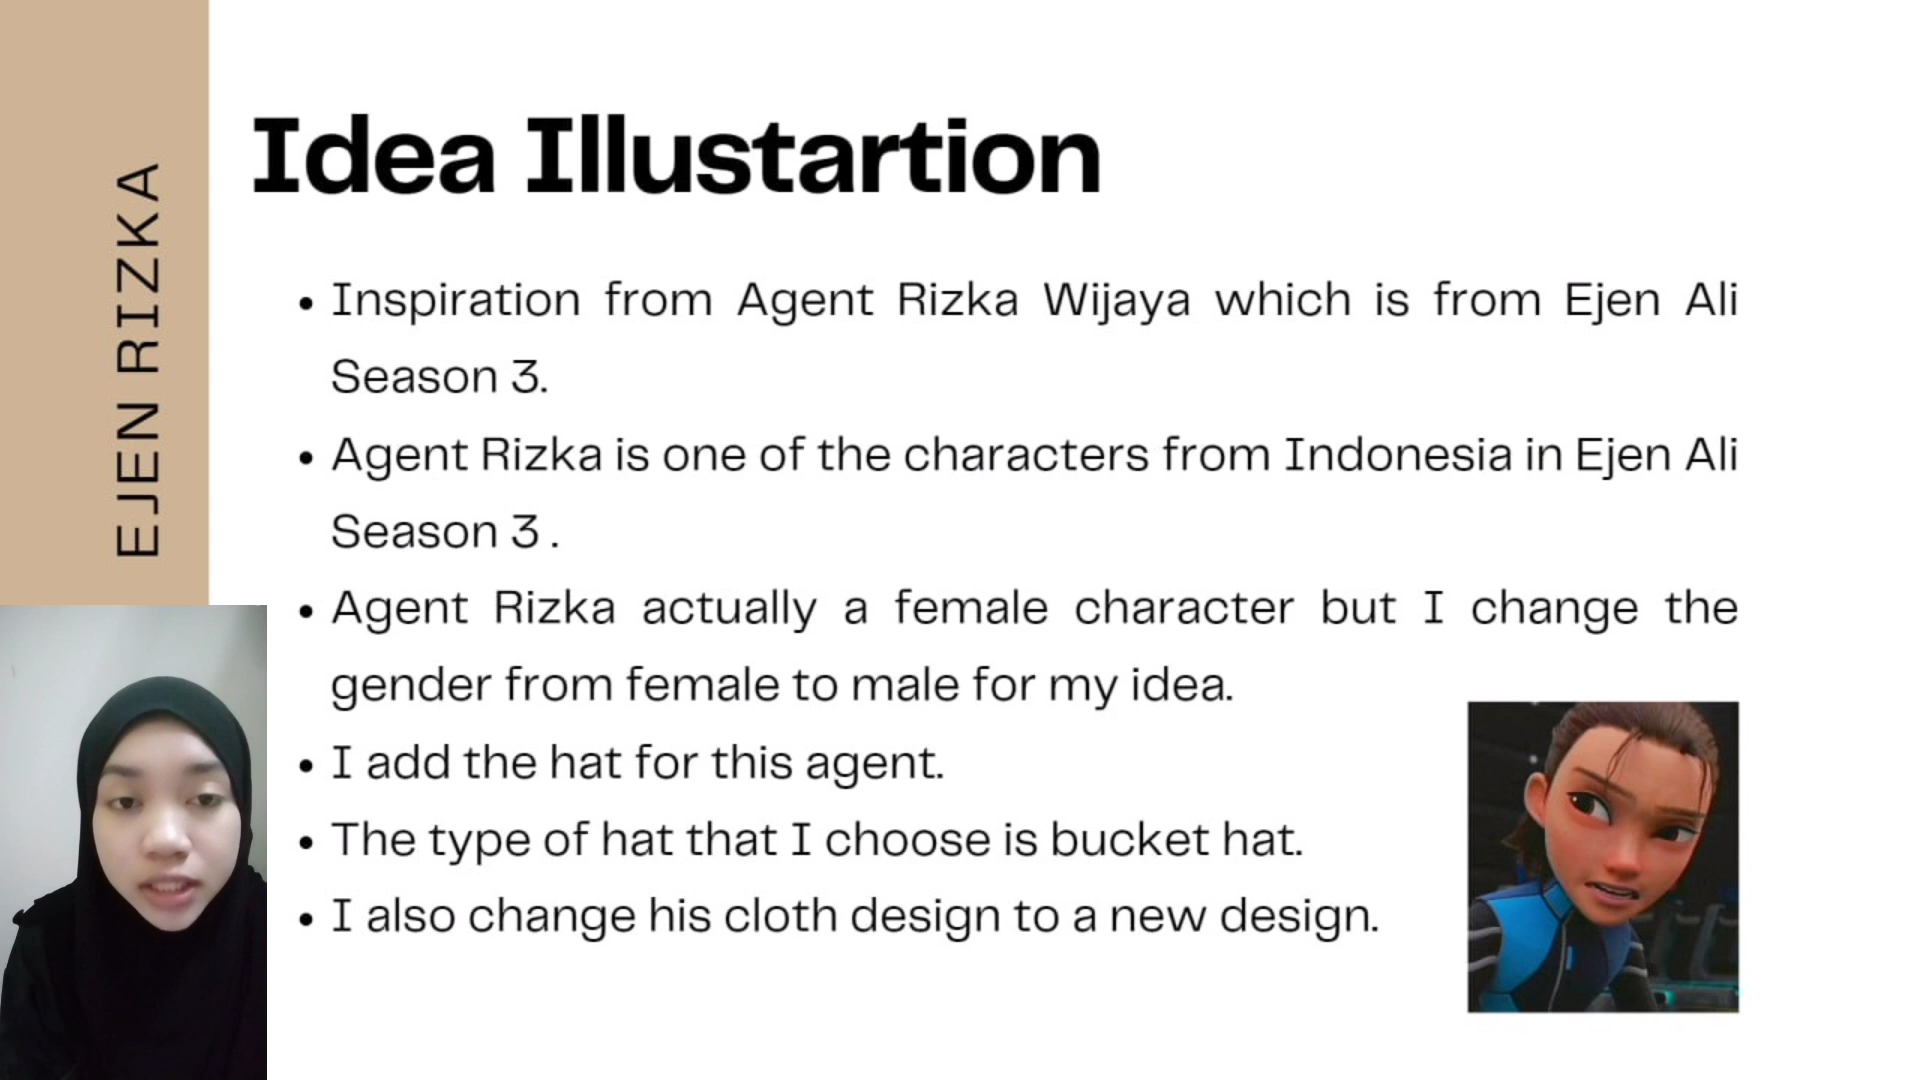 EJEN RIZKA
Idea Illustartion
• Inspiration from Agent Rizka Wijaya which is from Ejen Ali
Season 3.
• Agent Rizka is one of the characters from Indonesia in Ejen Ali
Season 3 .
• Agent Rizka actually a female character but I change the
gender from female to male for my idea.
• I add the hat for this agent.
• The type of hat that I choose is bucket hat.
• I also change his cloth design to a new design.